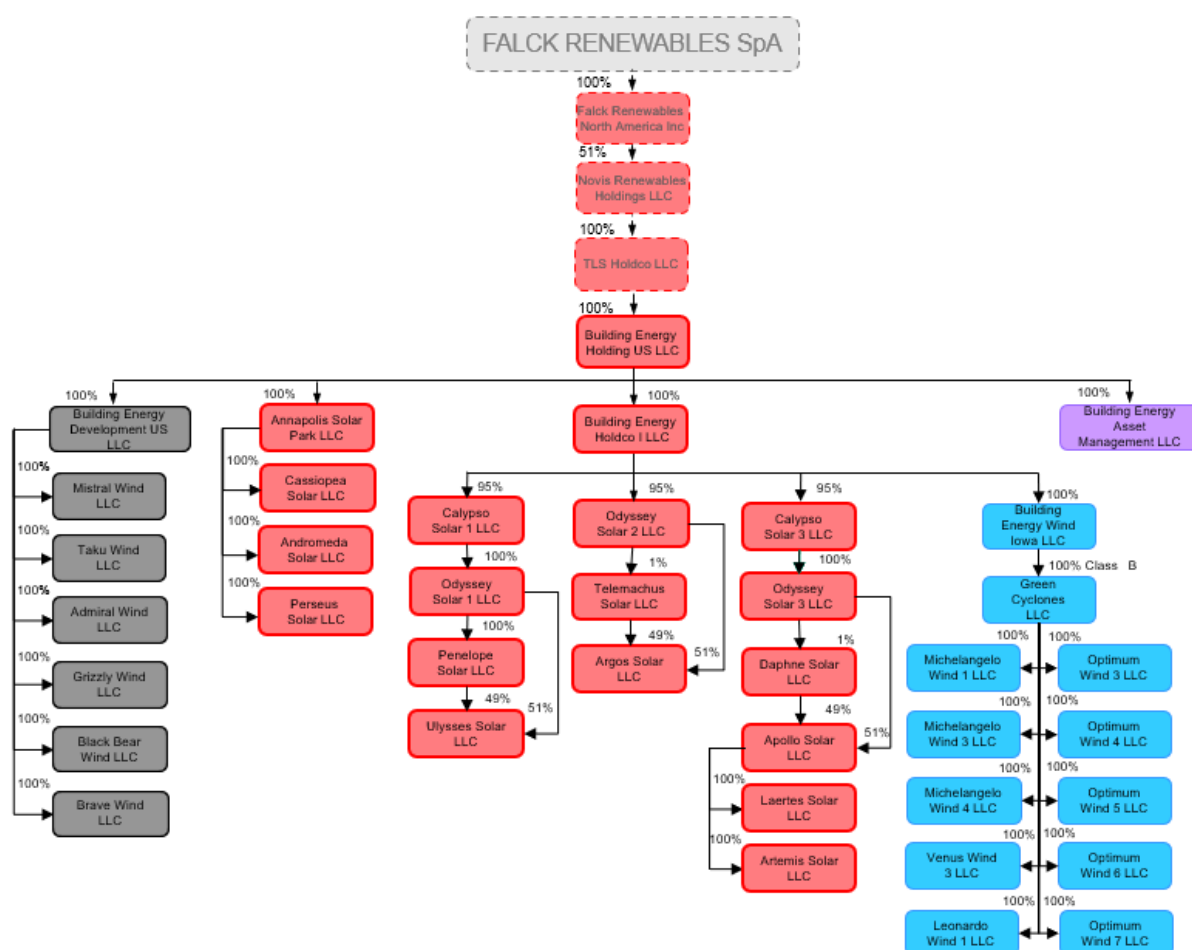 FALCK RENEWABLES SpA
100%
Falck Renewables
North America Inc
51%
Novis Renewables
Holdings LLC
100%
TLS Holdco LLC
100%
Building Energy
Holding US LLC
100%
100%
100%
100%
Building Energy
Development US
LLC
Annapolis Solar
Park LLC
Building Energy
Holdco I LLC
Building Energy
Asset
Management LLC
100%
Mistral Wind
LLC
100%
Taku Wind
LLC
100%
Admiral Wind
LLC
100%
Grizzly Wind
LLC
100%
Black Bear
Wind LLC
100%
Brave Wind
LLC
100%
Cassiopea
Solar LLC
100%
Andromeda
Solar LLC
100%
Perseus
Solar LLC
95%
Calypso
Solar 1 LLC
100%
Odyssey
Solar 1 LLC
100%
Penelope
Solar LLC
49%
51%
Ulysses Solar
LLC
95%
Odyssey
Solar 2 LLC
1%
Telemachus
Solar LLC
49%
51%
Argos Solar
LLC
95%
Calypso
Solar 3 LLC
100%
Odyssey
Solar 3 LLC
1%
Daphne Solar
LLC
49%
51%
Apollo Solar
LLC
100%
Laertes Solar
LLC
100%
Artemis Solar
LLC
100%
Building
Energy Wind
Iowa LLC
100% Class B
Green
Cyclones
LLC
100% 100%
Michelangelo
Wind 1 LLC
Optimum
Wind 3 LLC
100% 100%
Michelangelo
Wind 3 LLC
Optimum
Wind 4 LLC
100% 100%
Michelangelo
Wind 4 LLC
Optimum
Wind 5 LLC
100% 100%
Venus Wind
3 LLC
Optimum
Wind 6 LLC
100% 100%
Leonardo
Wind 1 LLC
Optimum
Wind 7 LLC